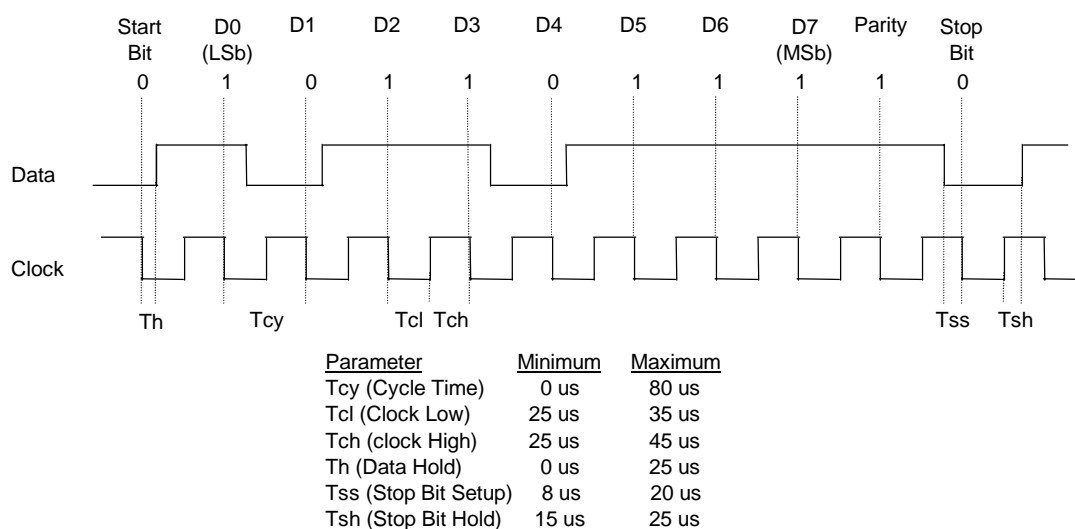 Start D0 D1 D2 D3 D4 D5 D6 D7 Parity Stop
Bit (LSb) (MSb) Bit
0 1 0 1 1 0 1 1 1 1 0
Data
Clock
Th Tcy Tcl Tch Tss Tsh
Parameter Minimum Maximum
Tcy (Cycle Time) 0 us 80 us
Tcl (Clock Low) 25 us 35 us
Tch (clock High) 25 us 45 us
Th (Data Hold) 0 us 25 us
Tss (Stop Bit Setup) 8 us 20 us
Tsh (Stop Bit Hold) 15 us 25 us